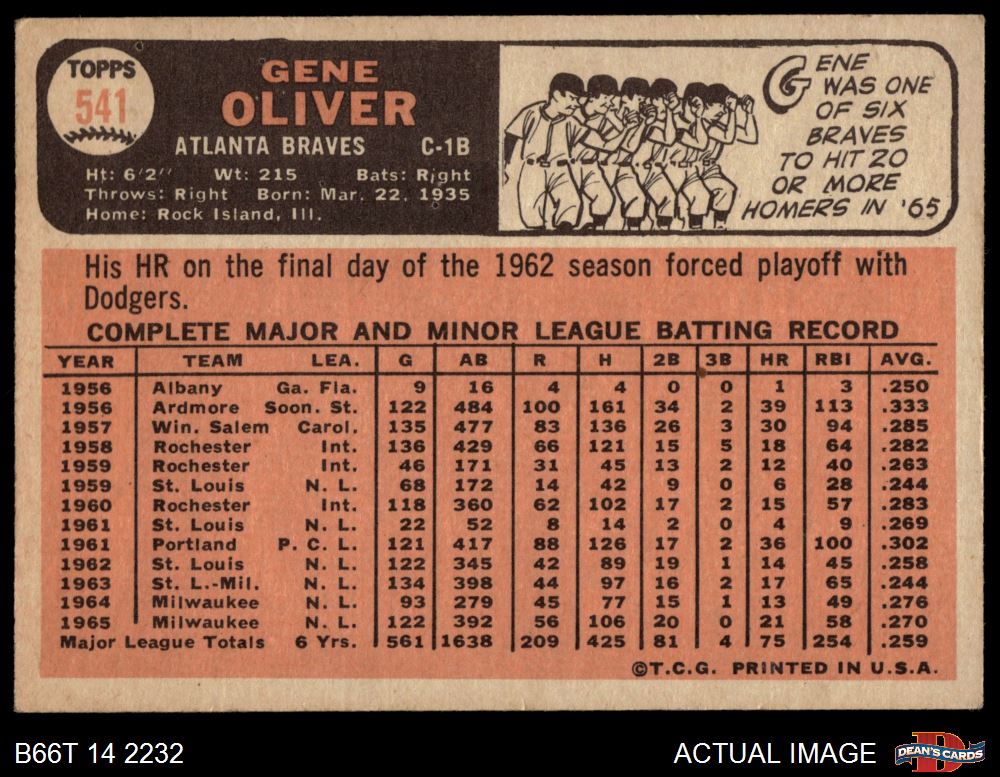 TOPPS
541
GENE
OLIVER
ATLANTA BRAVES C-1B
Ht: 6'2" Wt: 215 Bats: Right
Throws: Right Born: Mar. 22, 1935
Home: Rock Island, Ill.
GENE
WAS ONE
OF SIX
BRAVES
TO HIT 20
OR MORE
HOMERS IN '65
His HR on the final day of the 1962 season forced playoff with
Dodgers.
COMPLETE MAJOR AND MINOR LEAGUE BATTING RECORD
YEAR TEAM LEA. G AB R H 2B 3B HR RBI AVG.
1956 Albany Ga. Fla. 9 16 4 4 0 0 1 3 .250
1956 Ardmore Soon. St. 122 484 100 161 34 2 39 113 .333
1957 Win. Salem Carol. 135 477 83 136 26 3 30 94 .285
1958 Rochester Int. 136 429 66 121 15 5 18 64 .282
1959 Rochester Int. 46 171 31 45 13 2 12 40 .263
1959 St. Louis N. L. 68 172 14 42 9 0 6 28 .244
1960 Rochester Int. 118 360 62 102 17 2 15 57 .283
1961 St. Louis N. L. 22 52 8 14 2 0 4 9 .269
1961 Portland P. C. L. 121 417 88 126 17 2 36 100 .302
1962 St. Louis N. L. 122 345 42 89 19 1 14 45 .258
1963 St. L.-Mil. N. L. 134 398 44 97 16 2 17 65 .244
1964 Milwaukee N. L. 93 279 45 77 15 1 13 49 .276
1965 Milwaukee N. L. 122 392 56 106 20 0 21 58 .270
Major League Totals 6 Yrs. 561 1638 209 425 81 4 75 254 .259
©T.C.G. PRINTED IN U.S.A.
B66T 14 2232 ACTUAL IMAGE DEAN'S CARDS